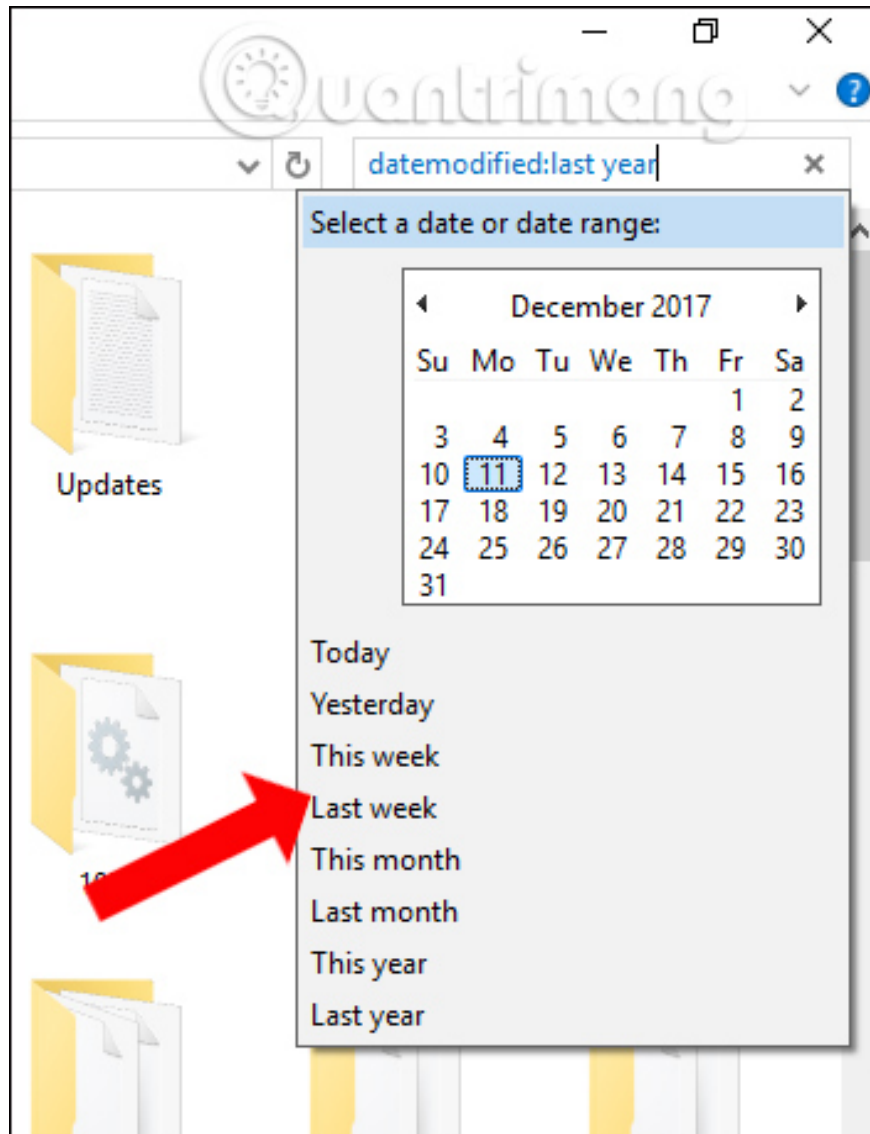 Quantrimang
datemodified:last year
Select a date or date range:
December 2017
Su Mo Tu We Th Fr Sa
1 2
3 4 5 6 7 8 9
10 11 12 13 14 15 16
17 18 19 20 21 22 23
24 25 26 27 28 29 30
31
Updates
Today
Yesterday
This week
Last week
This month
Last month
This year
Last year